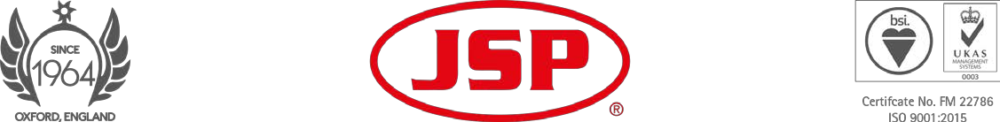 SINCE
1964
OXFORD, ENGLAND
JSP
®
bsi.
UKAS
MANAGEMENT
SYSTEMS
0003
Certifcate No. FM 22786
ISO 9001:2015